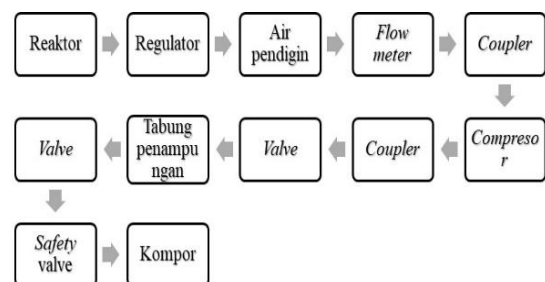 Reaktor
Regulator
Air
pendigin
Flow
meter
Coupler
Valve
Tabung
penampu
ngan
Valve
Coupler
Compreso
r
Safety
valve
Kompor